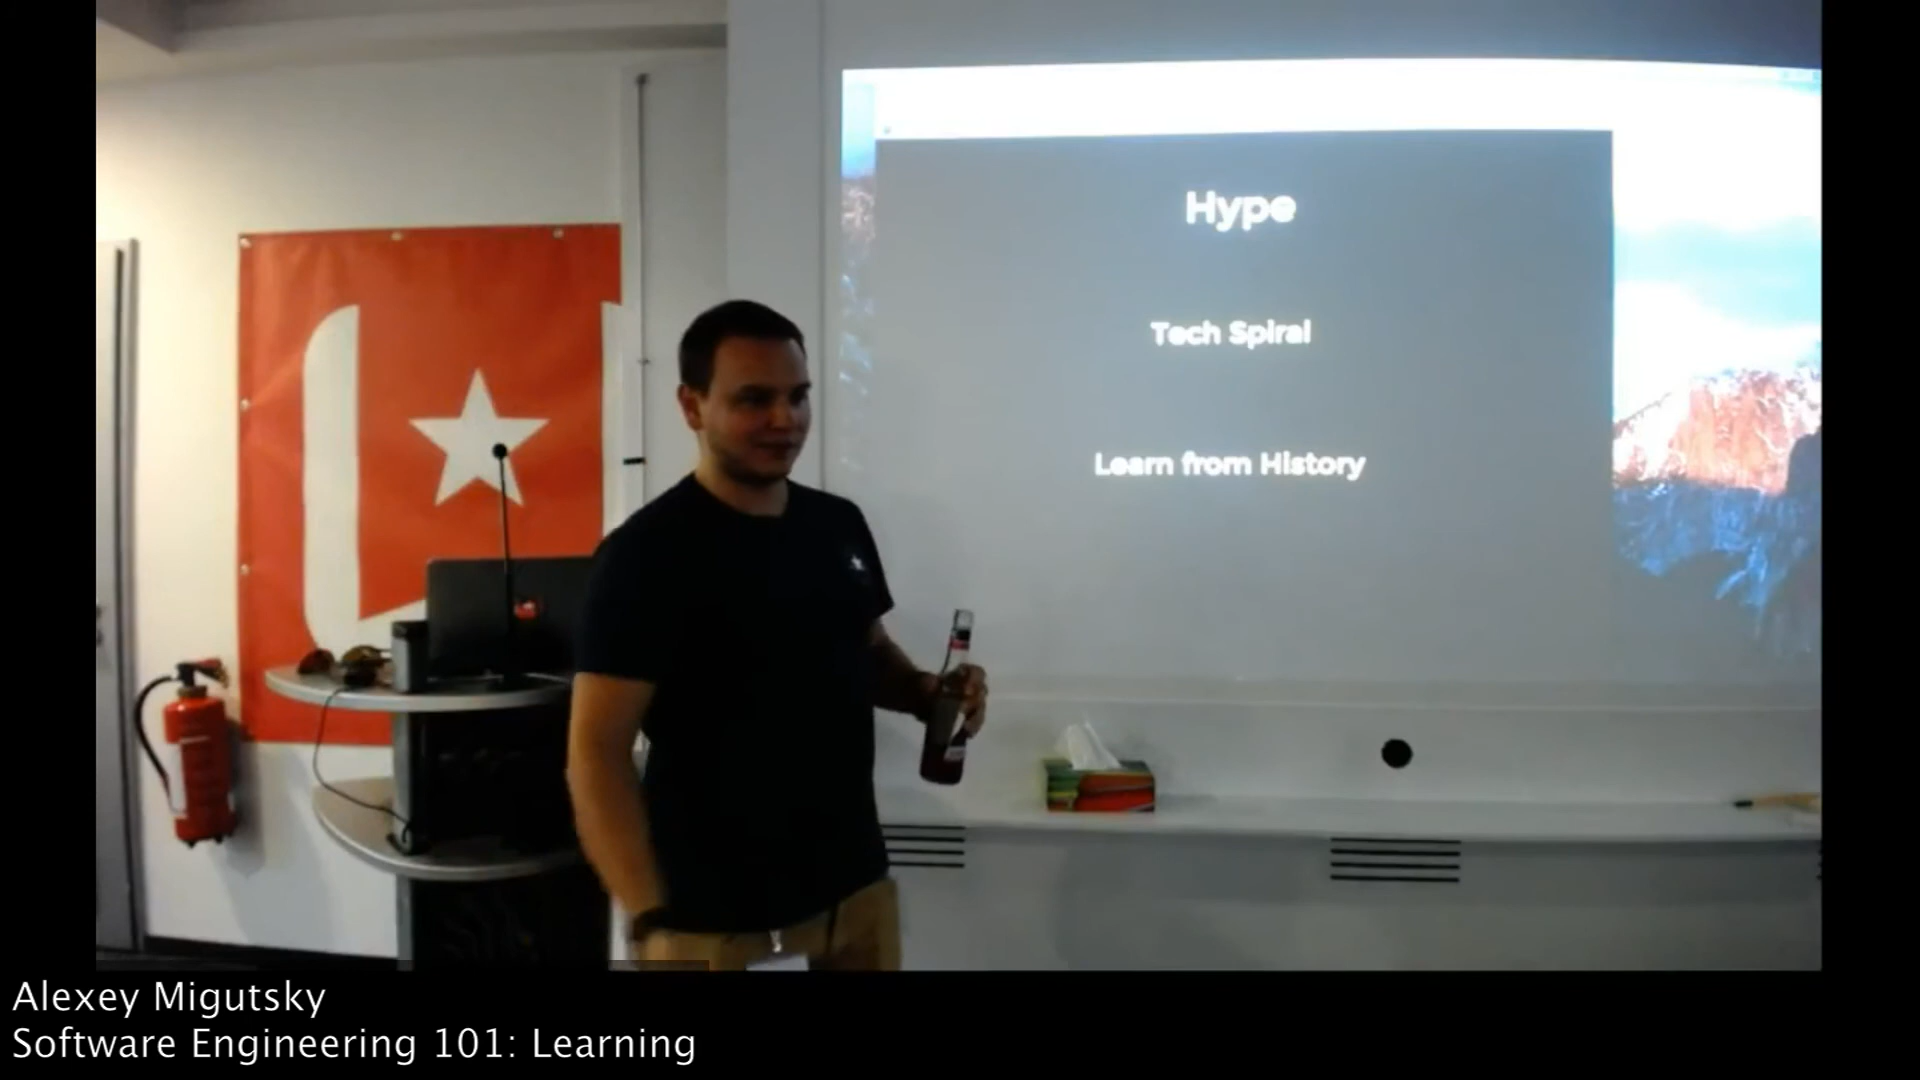 Hype
Tech Spiral
Learn from History
Alexey Migutsky
Software Engineering 101: Learning